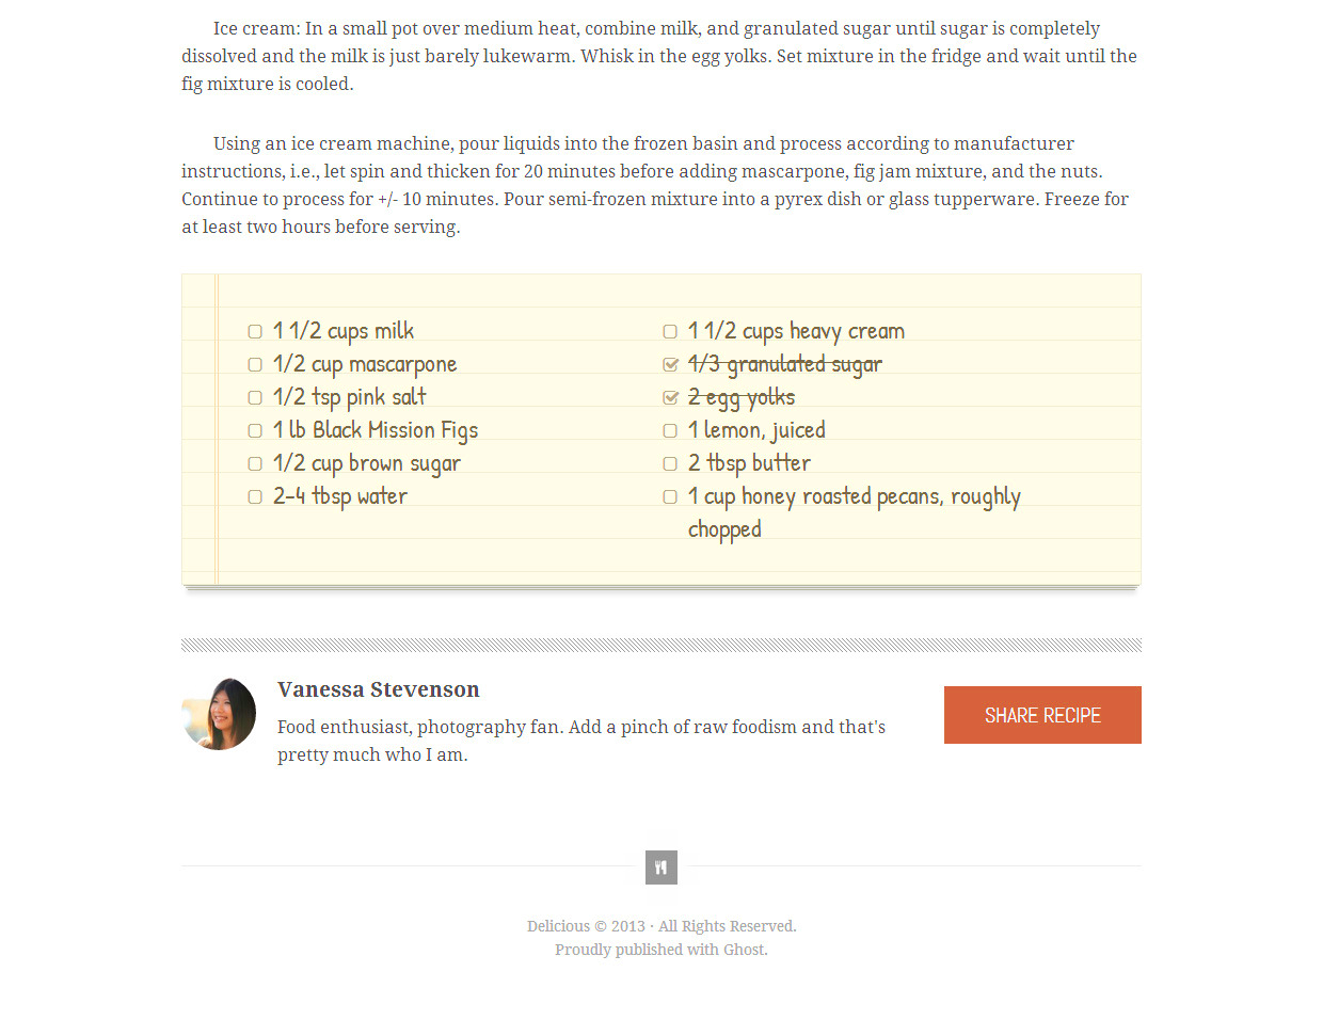 Ice cream: In a small pot over medium heat, combine milk, and granulated sugar until sugar is completely
dissolved and the milk is just barely lukewarm. Whisk in the egg yolks. Set mixture in the fridge and wait until the
fig mixture is cooled.
Using an ice cream machine, pour liquids into the frozen basin and process according to manufacturer
instructions, i.e., let spin and thicken for 20 minutes before adding mascarpone, fig jam mixture, and the nuts.
Continue to process for +/- 10 minutes. Pour semi-frozen mixture into a pyrex dish or glass tupperware. Freeze for
at least two hours before serving.
1 1/2 cups milk
1/2 cup mascarpone
1/2 tsp pink salt
1 lb Black Mission Figs
1/2 cup brown sugar
2-4 tbsp water
1 1/2 cups heavy cream
1/3 granulated sugar
2 egg yolks
1 lemon, juiced
2 tbsp butter
1 cup honey roasted pecans, roughly
chopped
Vanessa Stevenson
Food enthusiast, photography fan. Add a pinch of raw foodism and that's
pretty much who I am.
SHARE RECIPE
Delicious © 2013 · All Rights Reserved.
Proudly published with Ghost.